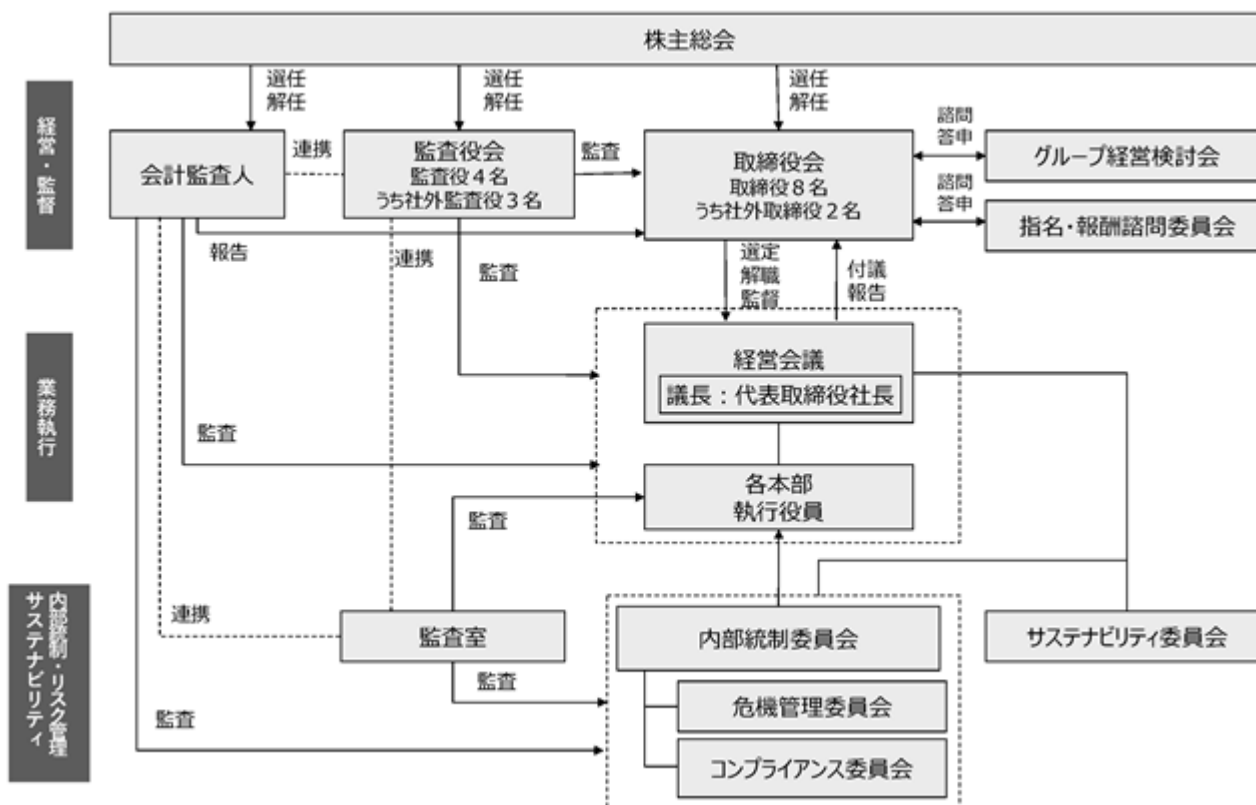 株主総会
選任
解任
選任
解任
選任
解任
経営・監督
会計監査人
連携
監査役会
監査役4名
うち社外監査役3名
監査
取締役会
取締役8名
うち社外取締役2名
諮問
答申
グループ経営検討会
諮問
答申
指名・報酬諮問委員会
報告
連携
監査
選定
解職
監督
付議
報告
業務執行
経営会議
議長：代表取締役社長
監査
各本部
執行役員
監査
内部統制・リスク管理
サステナビリティ
連携
監査室
内部統制委員会
サステナビリティ委員会
監査
危機管理委員会
監査
コンプライアンス委員会